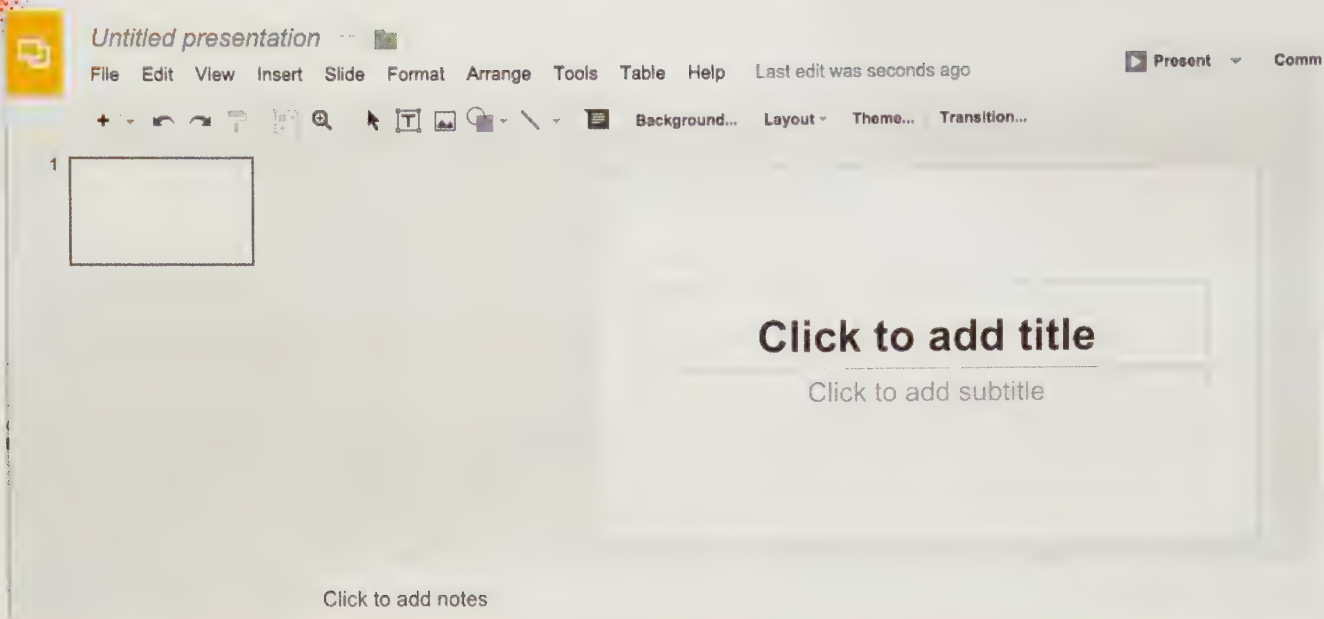 Untitled presentation
File Edit View Insert Slide Format Arrange Tools Table Help Last edit was seconds ago
Present Comm
Background... Layout Theme... Transition...
1
Click to add title
Click to add subtitle
Click to add notes